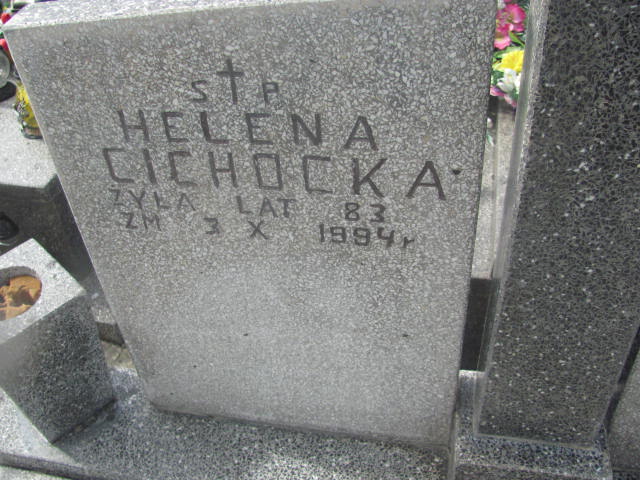 S † P
HELENA
CICHOCKA
ŻYŁA LAT 83
ZM 3 X 1994r